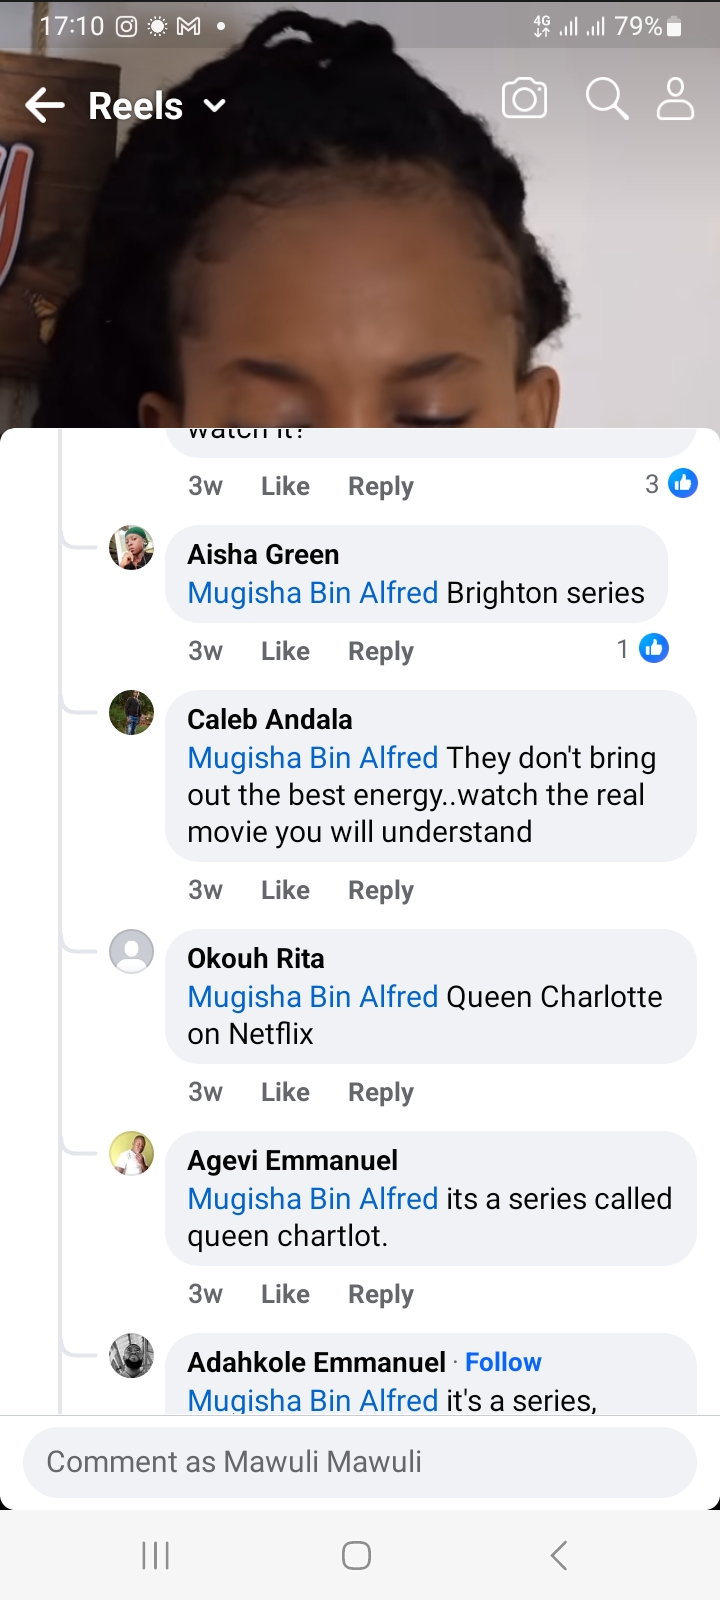 17:10
4G
79%
Reels
watch it?
3w Like Reply 3
Aisha Green
Mugisha Bin Alfred Brighton series
3w Like Reply 1
Caleb Andala
Mugisha Bin Alfred They don't bring
out the best energy..watch the real
movie you will understand
3w Like Reply
Okouh Rita
Mugisha Bin Alfred Queen Charlotte
on Netflix
3w Like Reply
Agevi Emmanuel
Mugisha Bin Alfred its a series called
queen chartlot.
3w Like Reply
Adahkole Emmanuel · Follow
Mugisha Bin Alfred it's a series,
Comment as Mawuli Mawuli